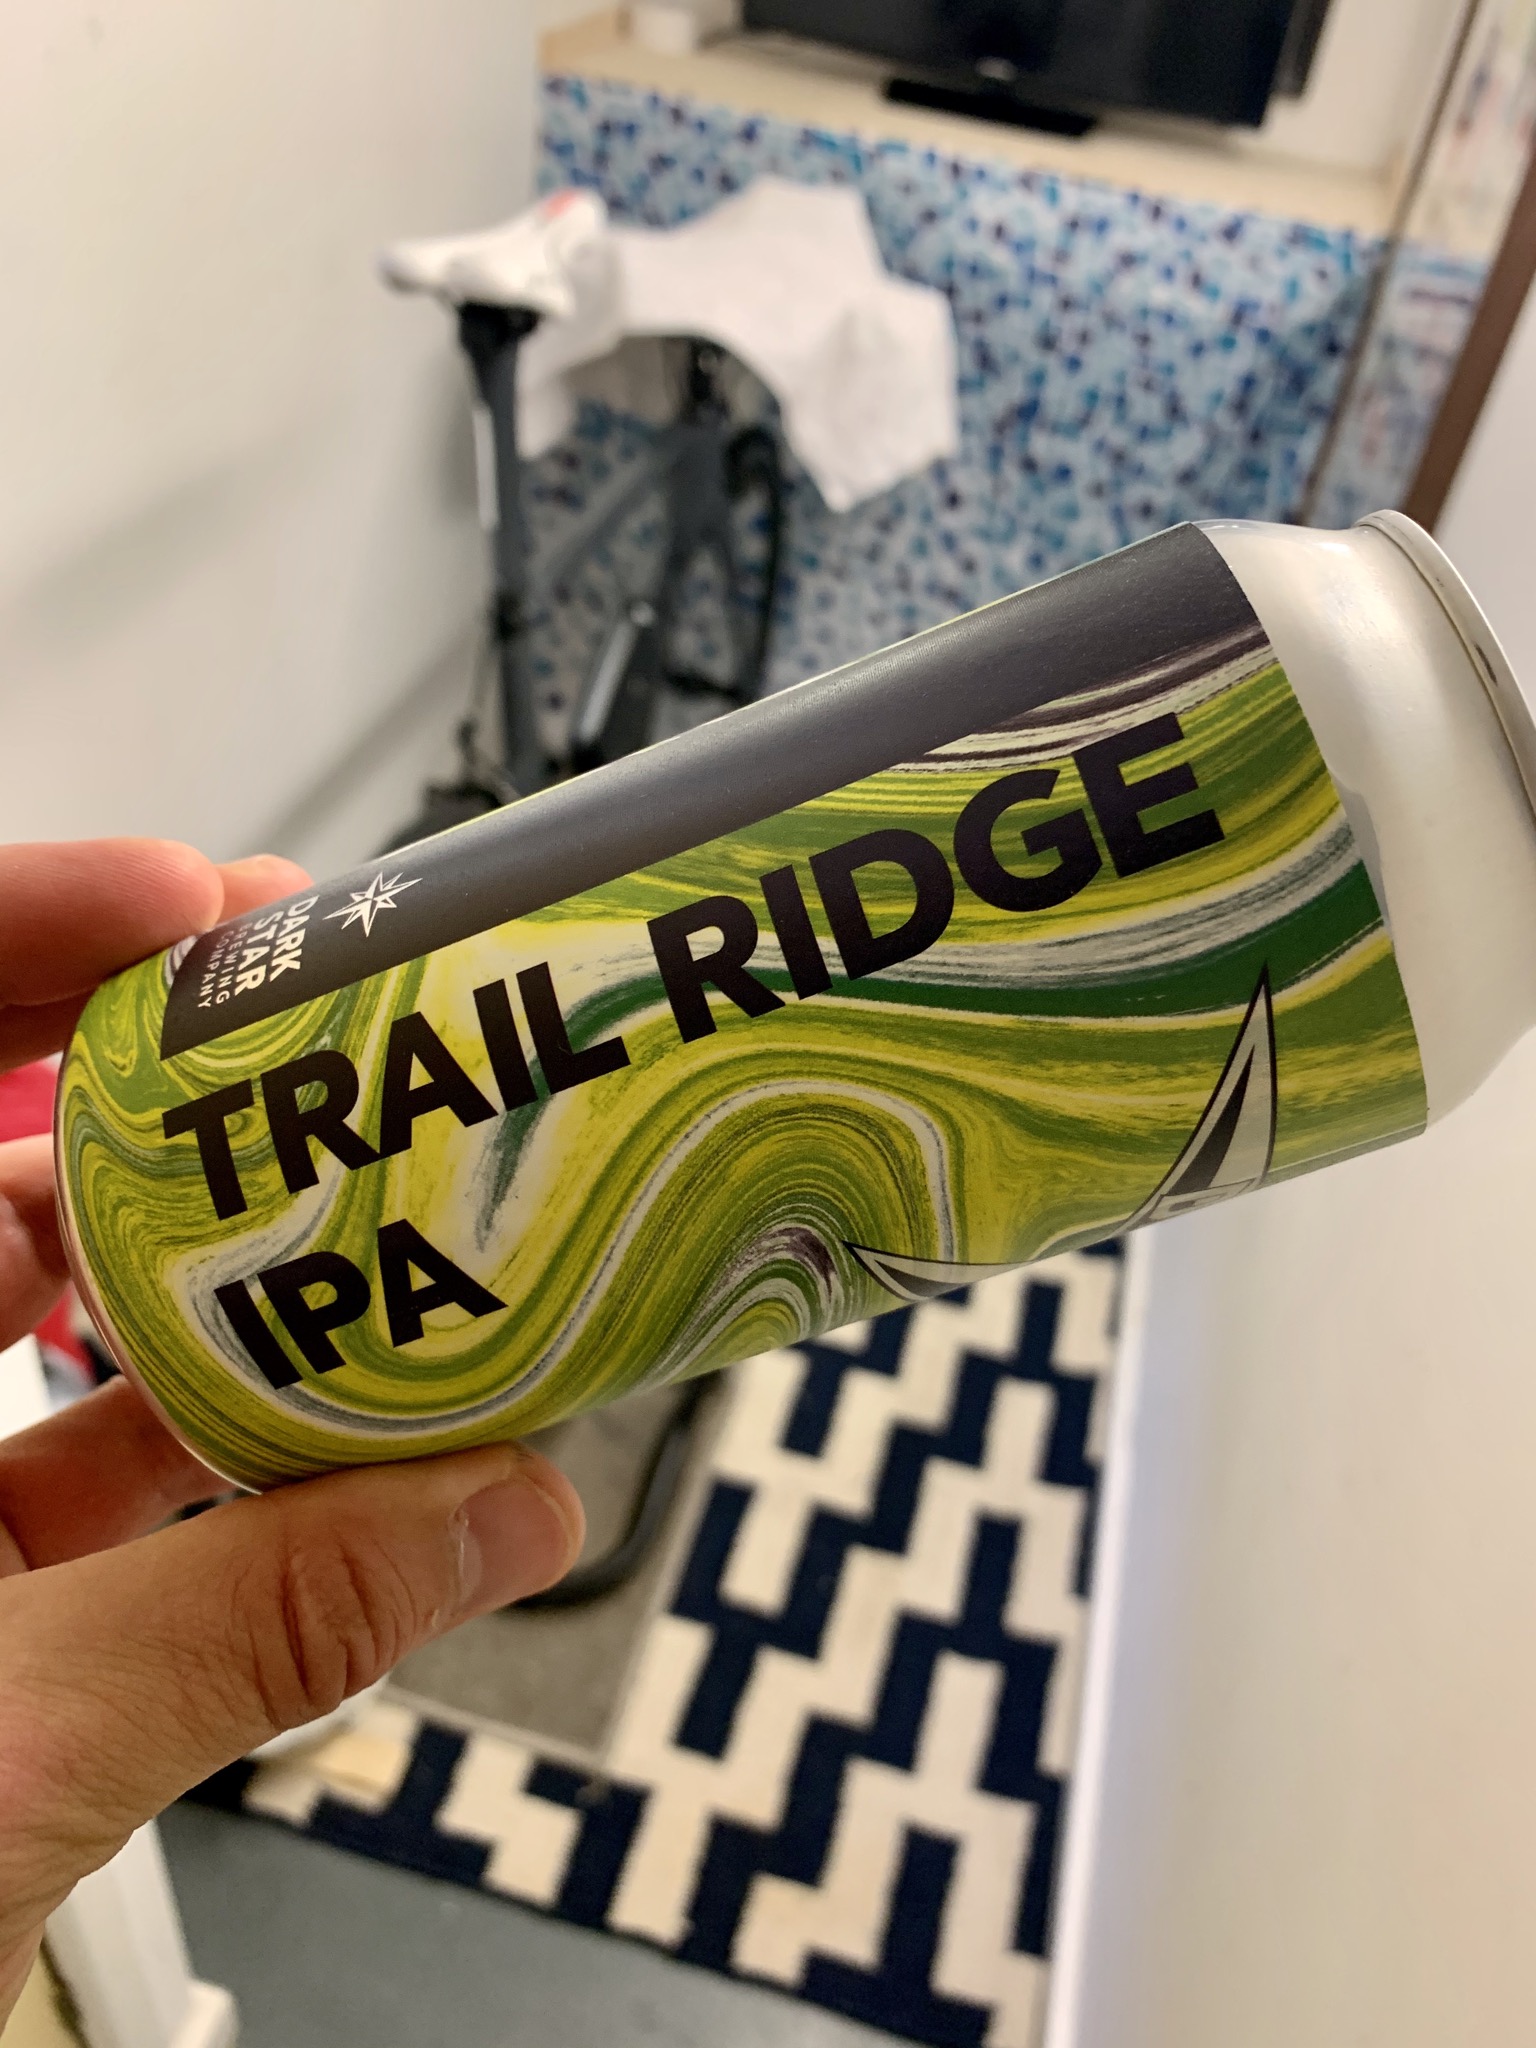 DARK
STAR
BREWING
COMPANY
TRAIL RIDGE
IPA